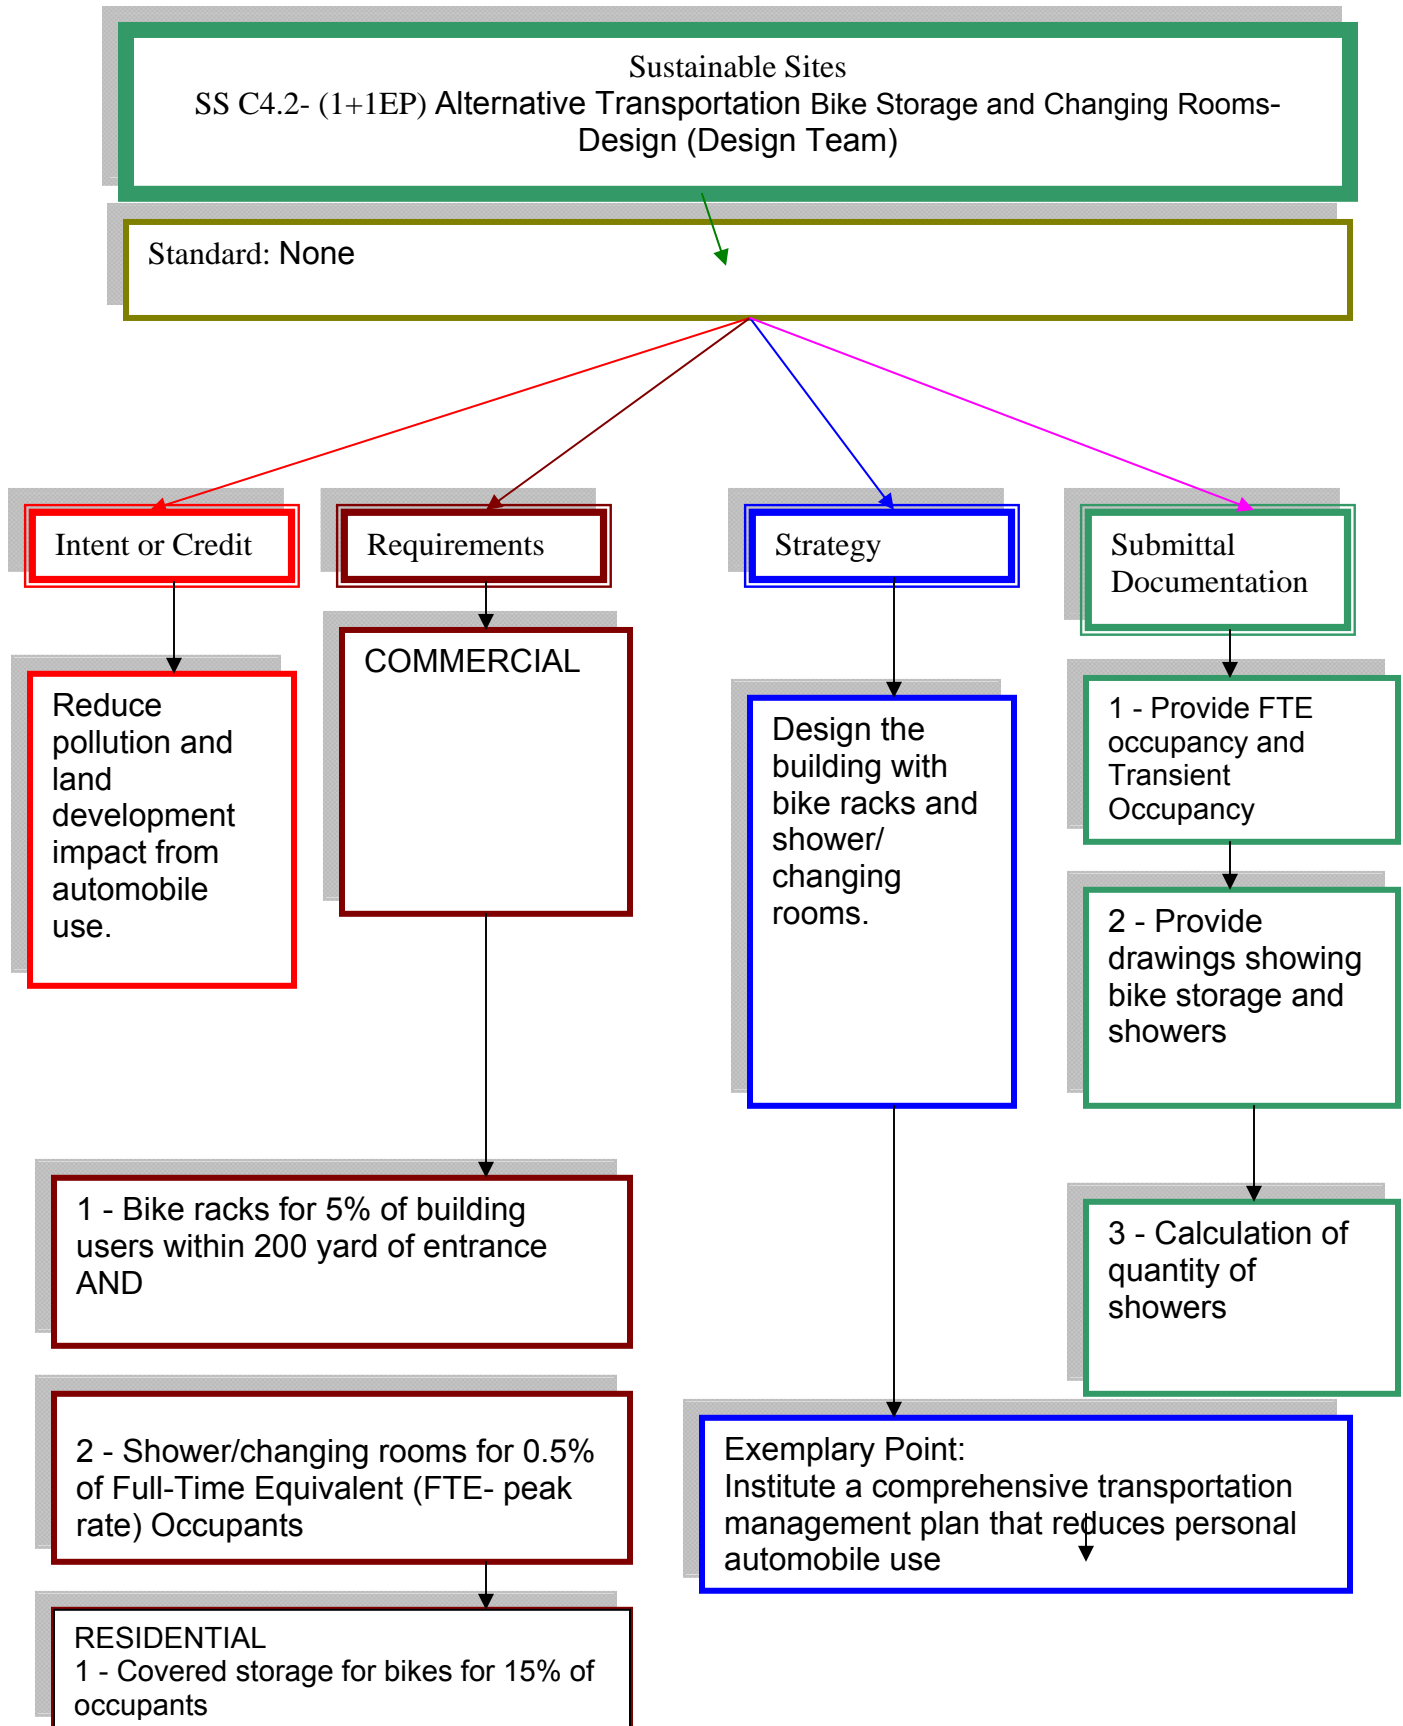 Sustainable Sites
SS C4.2- (1+1EP) Alternative Transportation Bike Storage and Changing Rooms-
Design (Design Team)
Standard: None
Intent or Credit
Requirements
Strategy
Submittal
Documentation
Reduce
pollution and
land
development
impact from
automobile
use.
COMMERCIAL
1 - Bike racks for 5% of building
users within 200 yard of entrance
AND
2 - Shower/changing rooms for 0.5%
of Full-Time Equivalent (FTE- peak
rate) Occupants
RESIDENTIAL
1 - Covered storage for bikes for 15% of
occupants
Design the
building with
bike racks and
shower/
changing
rooms.
Exemplary Point:
Institute a comprehensive transportation
management plan that reduces personal
automobile use
1 - Provide FTE
occupancy and
Transient
Occupancy
2 - Provide
drawings showing
bike storage and
showers
3 - Calculation of
quantity of
showers